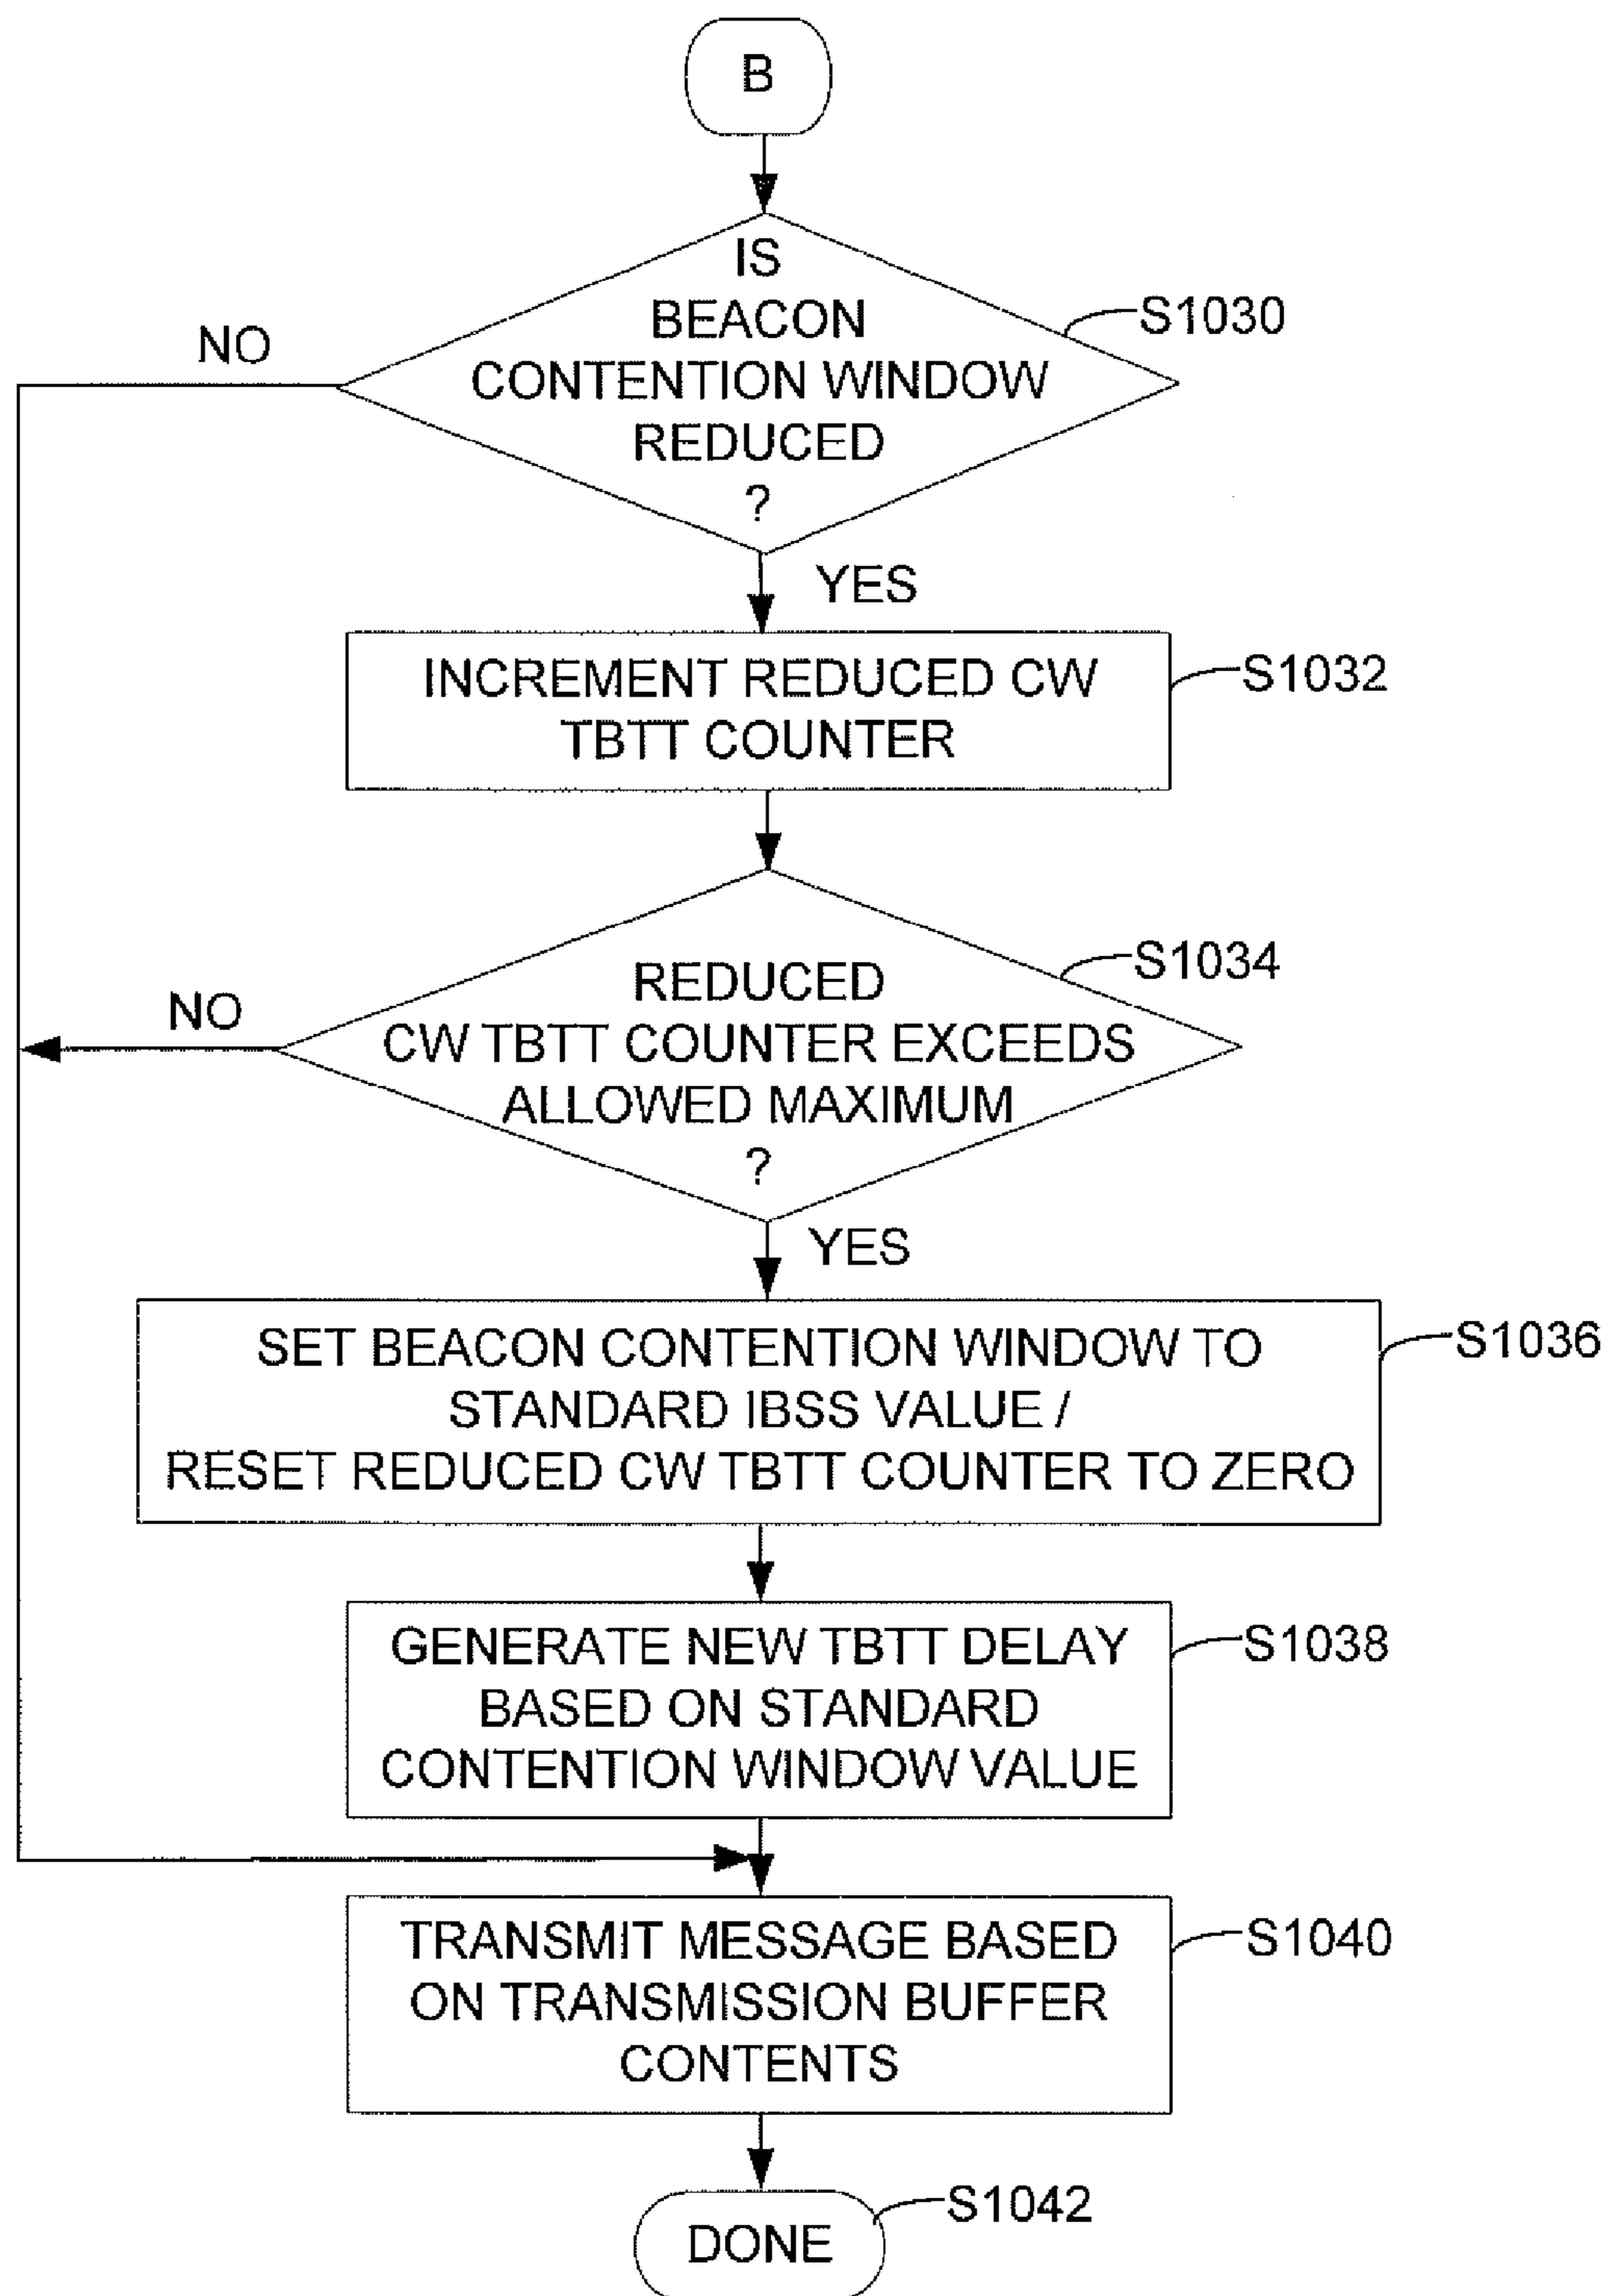 B
IS
BEACON
CONTENTION WINDOW
REDUCED
?
S1030
NO
YES
INCREMENT REDUCED CW
TBTT COUNTER
S1032
REDUCED
CW TBTT COUNTER EXCEEDS
ALLOWED MAXIMUM
?
S1034
NO
YES
SET BEACON CONTENTION WINDOW TO
STANDARD IBSS VALUE /
RESET REDUCED CW TBTT COUNTER TO ZERO
S1036
GENERATE NEW TBTT DELAY
BASED ON STANDARD
CONTENTION WINDOW VALUE
S1038
TRANSMIT MESSAGE BASED
ON TRANSMISSION BUFFER
CONTENTS
S1040
DONE
S1042